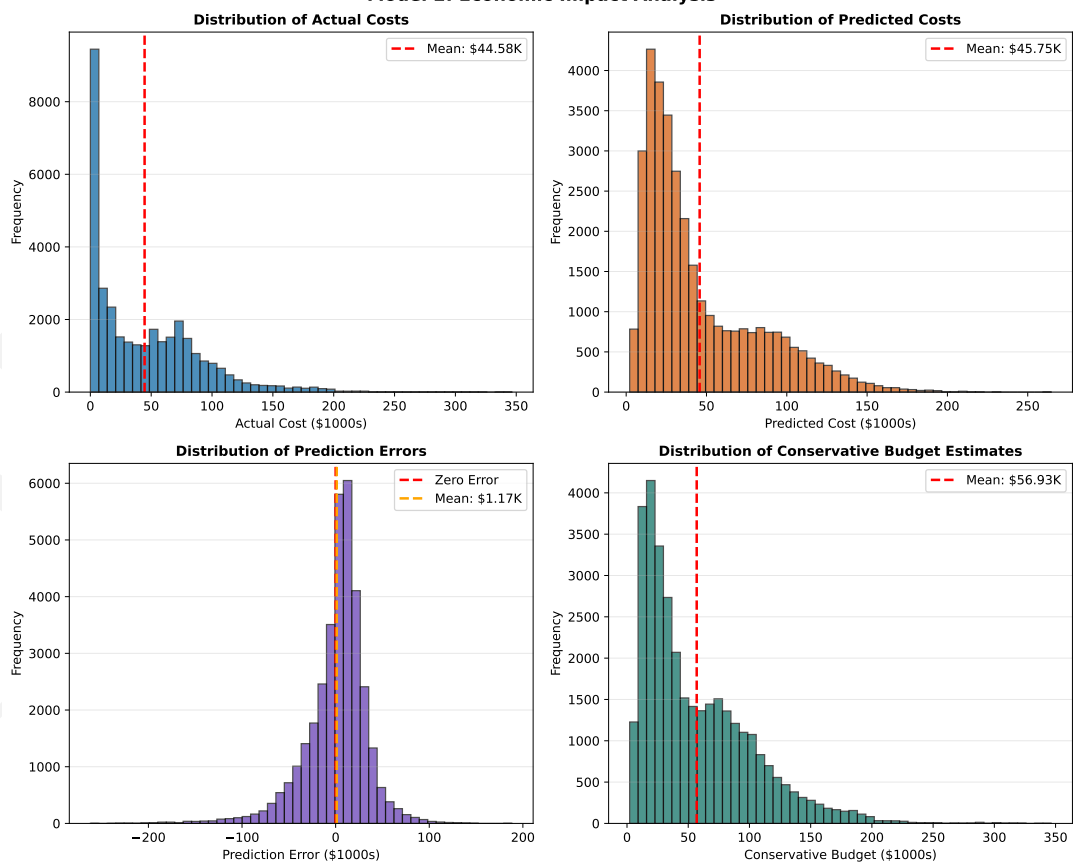 Distribution of Actual Costs
Mean: $44.58K
8000
6000
4000
2000
0
Frequency
0 50 100 150 200 250 300 350
Actual Cost ($1000s)
Distribution of Predicted Costs
Mean: $45.75K
4000
3500
3000
2500
2000
1500
1000
500
0
Frequency
0 50 100 150 200 250
Predicted Cost ($1000s)
Distribution of Prediction Errors
Zero Error
Mean: $1.17K
6000
5000
4000
3000
2000
1000
0
Frequency
−200 −100 0 100 200
Prediction Error ($1000s)
Distribution of Conservative Budget Estimates
Mean: $56.93K
4000
3500
3000
2500
2000
1500
1000
500
0
Frequency
0 50 100 150 200 250 300 350
Conservative Budget ($1000s)